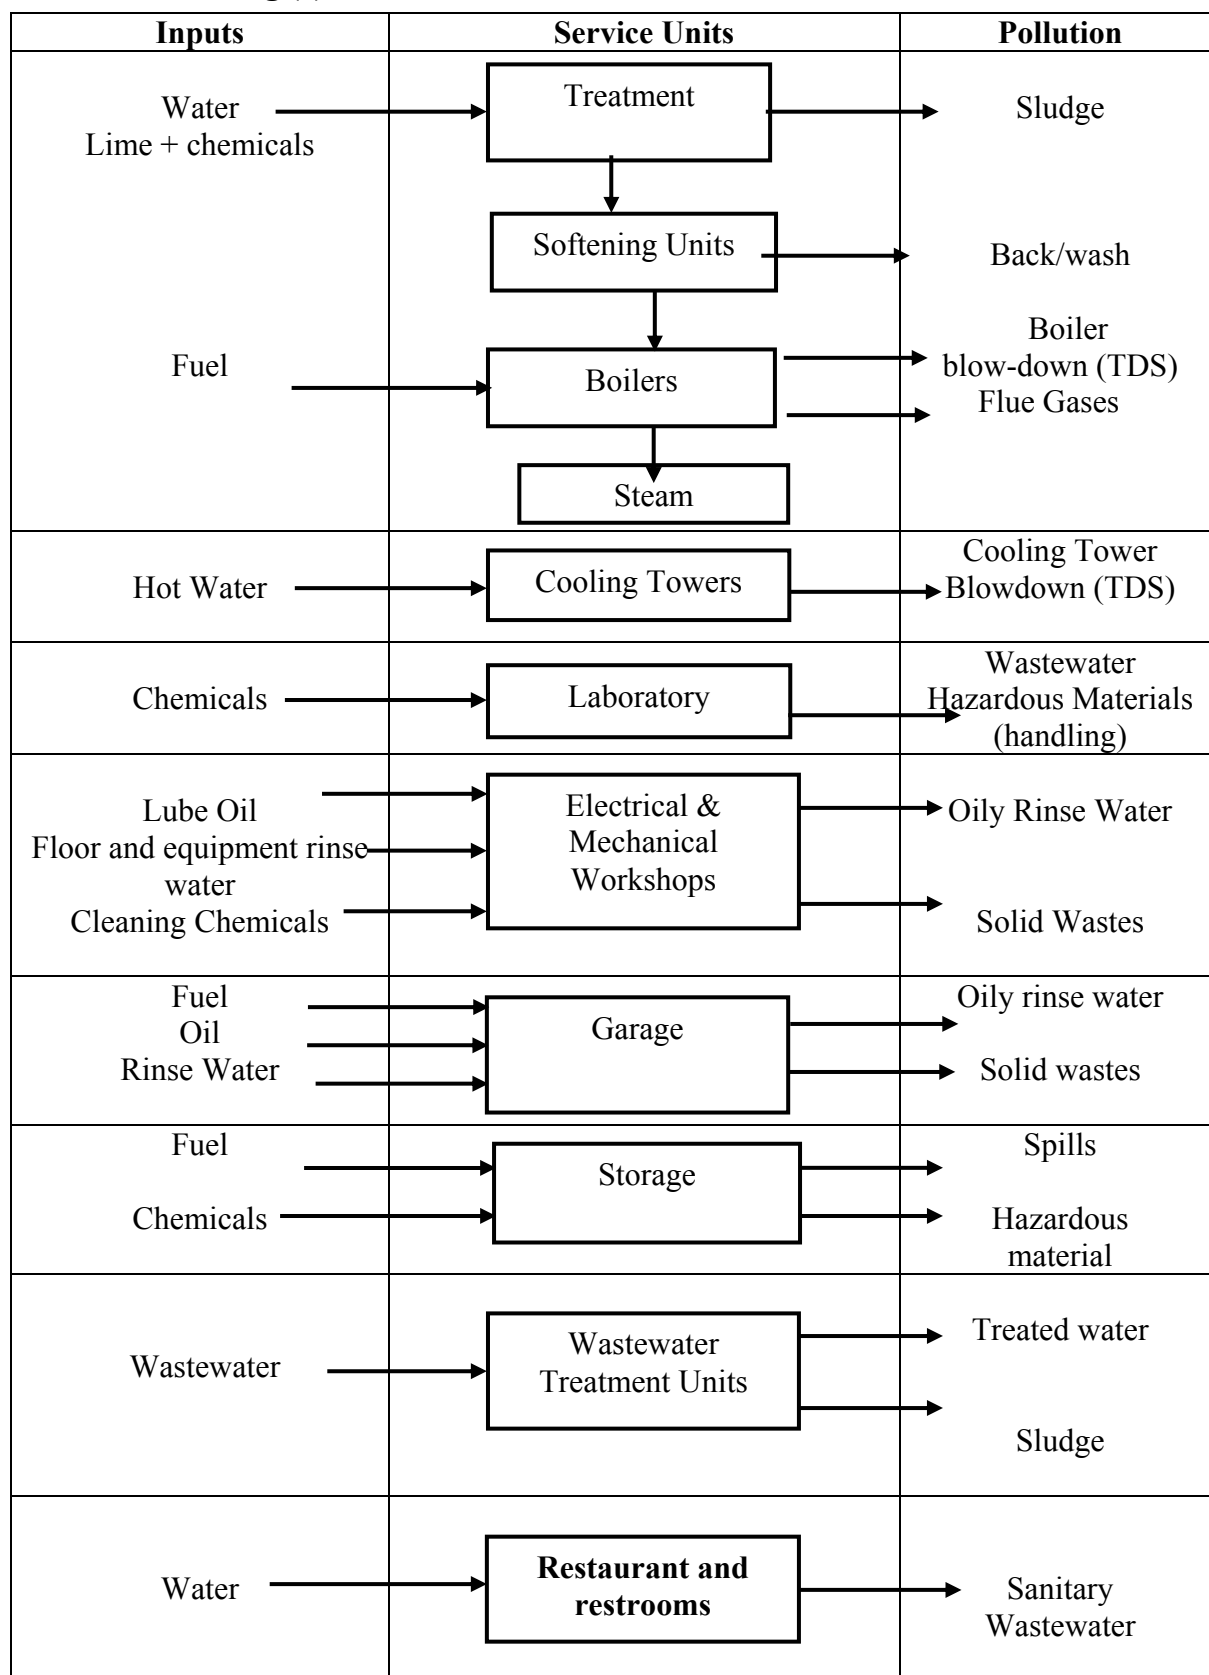 Inputs
Service Units
Pollution
Water
Lime + chemicals
Treatment
Sludge
Softening Units
Back/wash
Fuel
Boilers
Boiler
blow-down (TDS)
Flue Gases
Steam
Hot Water
Cooling Towers
Cooling Tower
Blowdown (TDS)
Chemicals
Laboratory
Wastewater
Hazardous Materials
(handling)
Lube Oil
Floor and equipment rinse
water
Cleaning Chemicals
Electrical &
Mechanical
Workshops
Oily Rinse Water
Solid Wastes
Fuel
Oil
Rinse Water
Garage
Oily rinse water
Solid wastes
Fuel
Chemicals
Storage
Spills
Hazardous
material
Wastewater
Wastewater
Treatment Units
Treated water
Sludge
Water
Restaurant and
restrooms
Sanitary
Wastewater